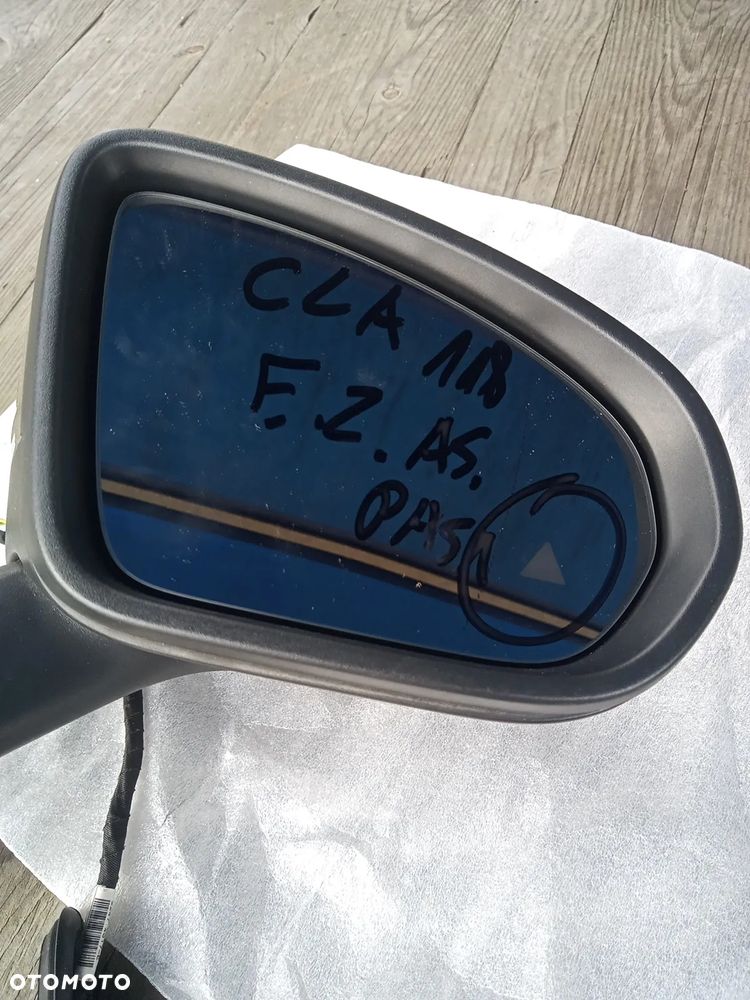 CLA 118
F.Z.AS.
PAS
OTOMOTO